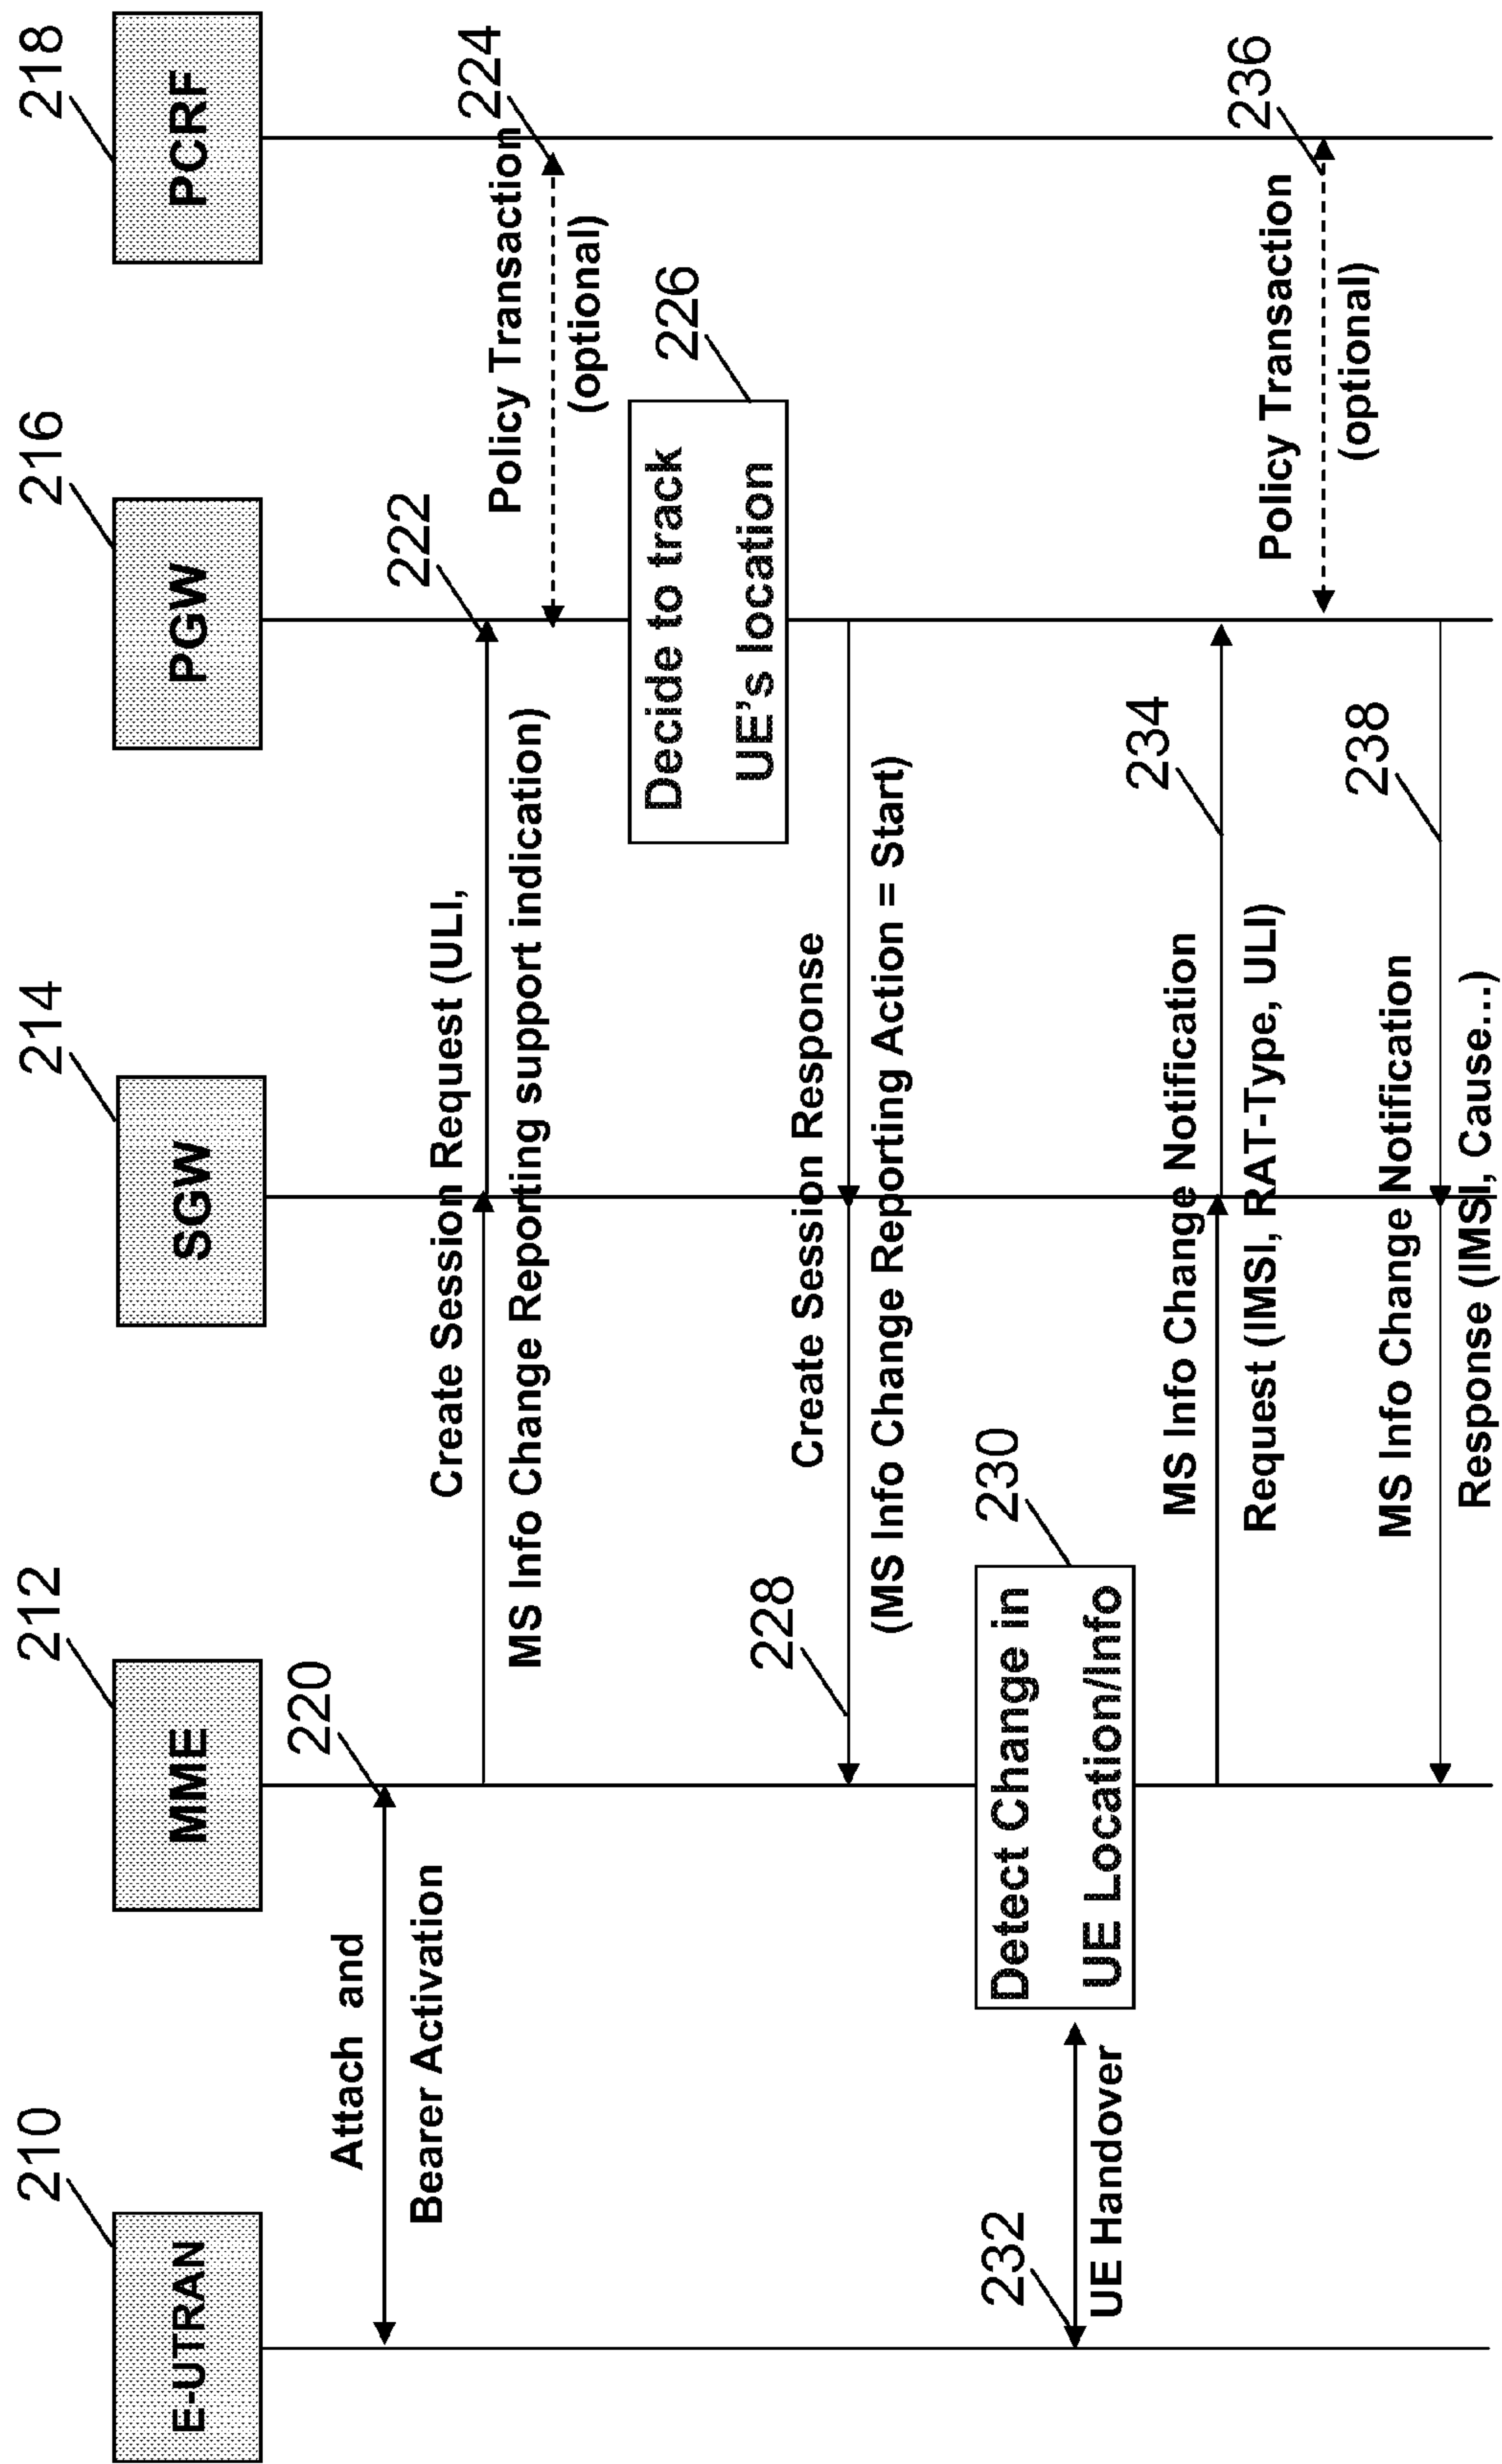 210
212
214
216
218
E-UTRAN
MME
SGW
PGW
PCRF
220
Attach and
Bearer Activation
222
Create Session Request (ULI,
MS Info Change Reporting support indication)
224
Policy Transaction
(optional)
226
Decide to track
UE's location
228
Create Session Response
(MS Info Change Reporting Action = Start)
230
Detect Change in
UE Location/Info
232
UE Handover
234
MS Info Change Notification
Request (IMSI, RAT-Type, ULI)
236
Policy Transaction
(optional)
238
MS Info Change Notification
Response (IMSI, Cause...)